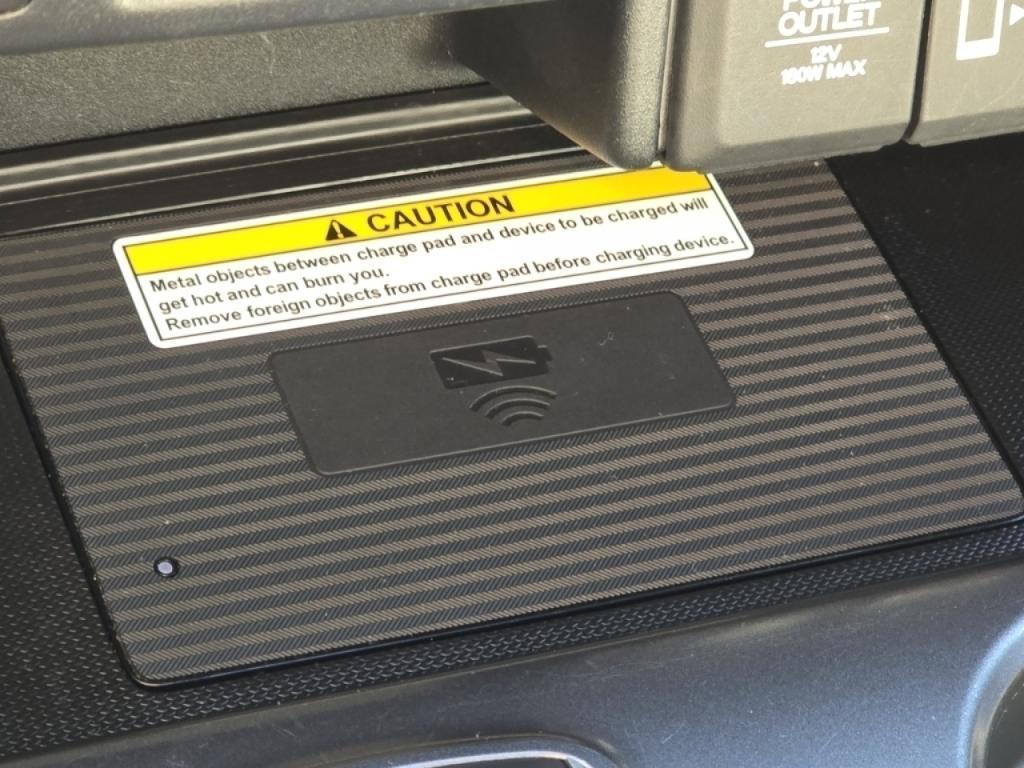 POWER
OUTLET
12V
180W MAX
CAUTION
Metal objects between charge pad and device to be charged will
get hot and can burn you.
Remove foreign objects from charge pad before charging device.